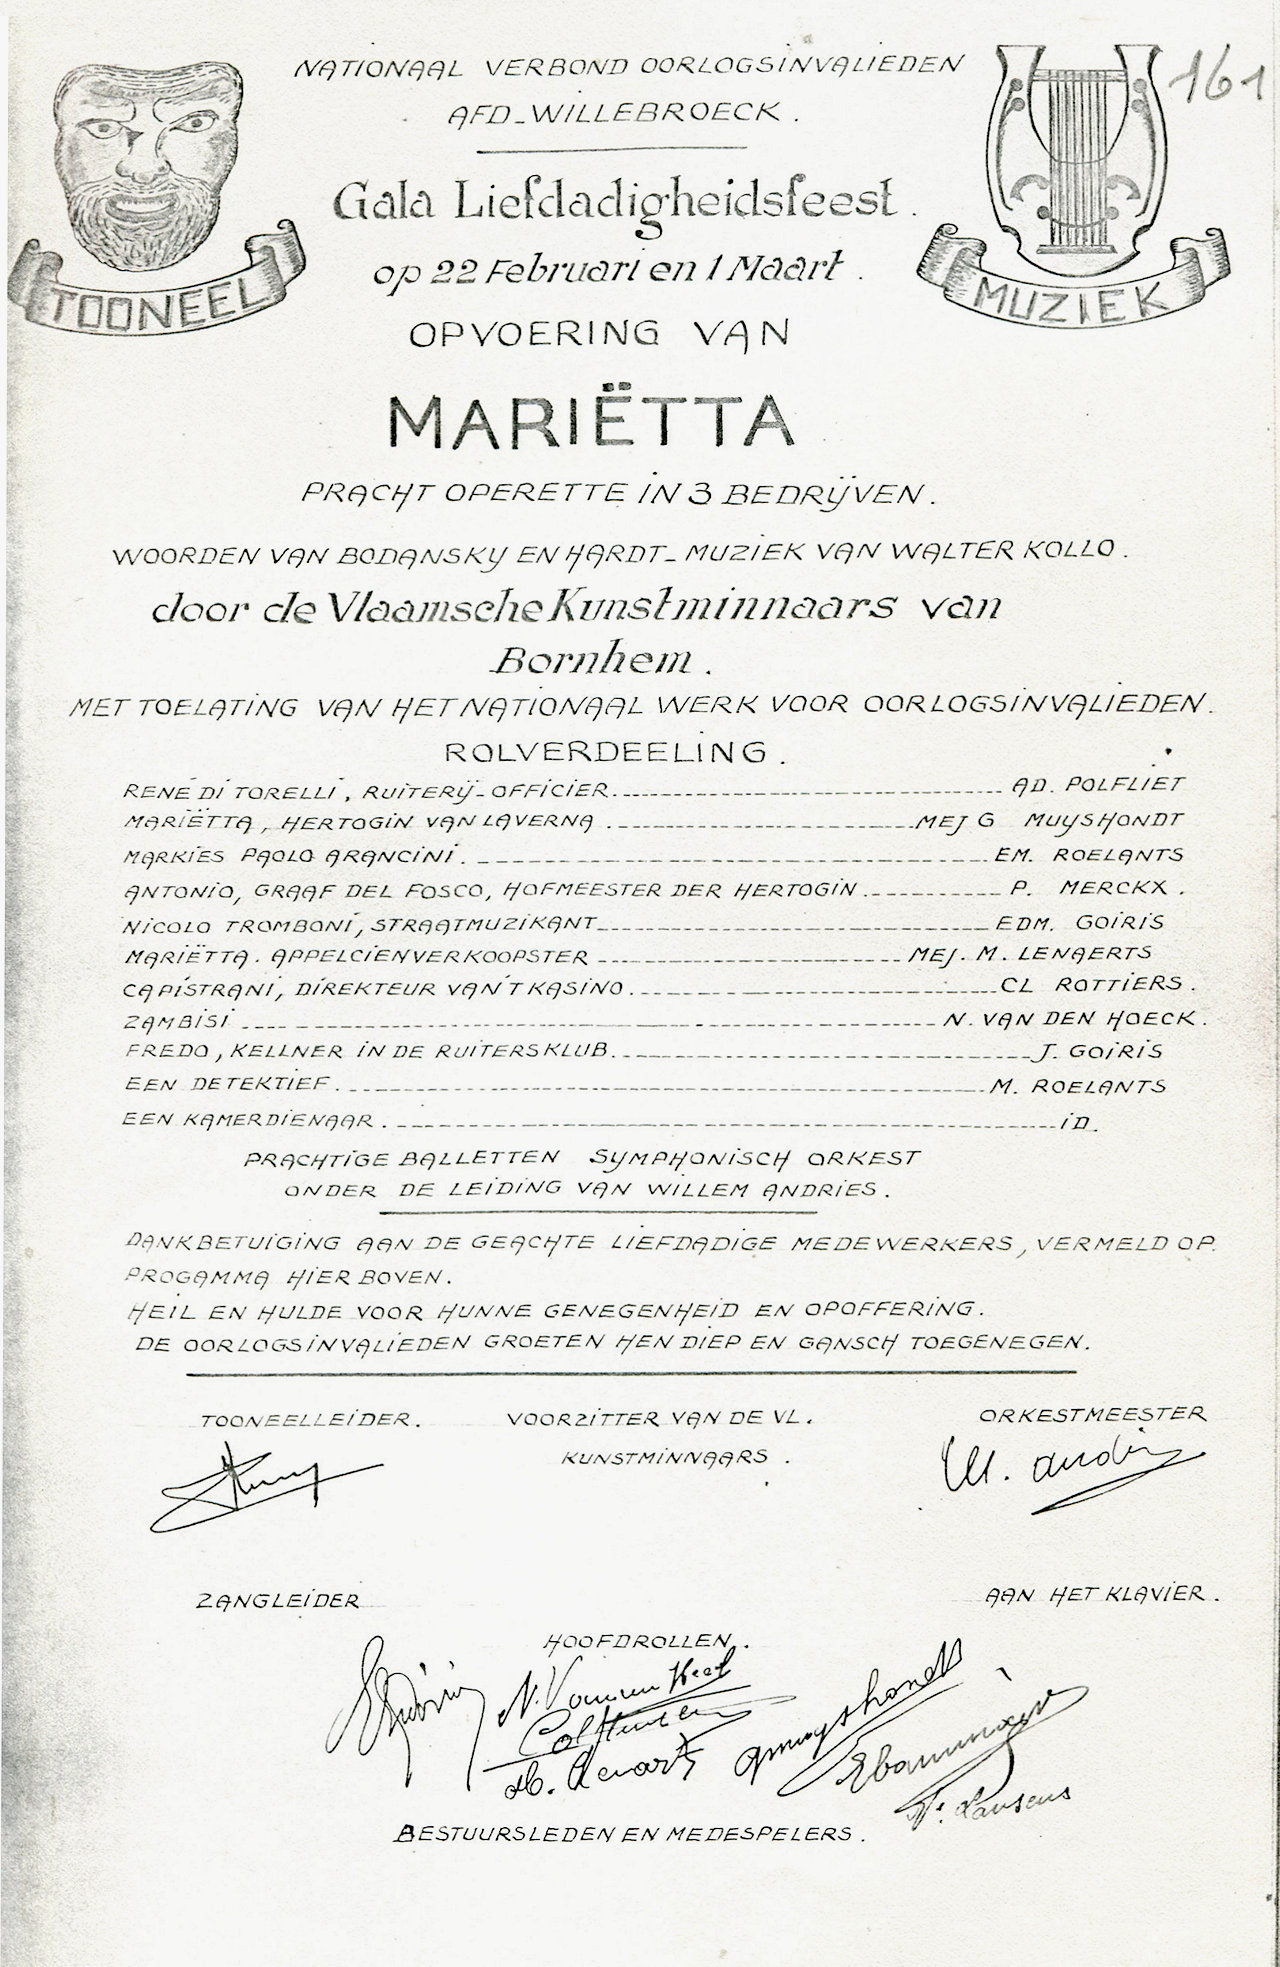 NATIONAAL VERBOND OORLOGSINVALIEDEN
161
AFD-WILLEBROECK.
Gala Liefdadigheidsfeest.
op 22 Februari en 1 Maart.
TOONEEL
MUZIEK
OPVOERING VAN
MARIËTTA
PRACHT OPERETTE IN 3 BEDRIJVEN.
WOORDEN VAN BODANSKY EN HARDT_ MUZIEK VAN WALTER KOLLO.
door de Vlaamsche Kunstminnaars van
Bornhem.
MET TOELATING VAN HET NATIONAAL WERK VOOR OORLOGSINVALIEDEN.
ROLVERDEELING.
RENÉ DI TORELLI, RUITERIJ-OFFICIER. AD. POLFLIET
MARIËTTA, HERTOGIN VAN LAVERNA. MEJ G MUYSHONDT
MARKIES PAOLO ARANCINI. EM. ROELANTS
ANTONIO, GRAAF DEL FOSCO, HOFMEESTER DER HERTOGIN P. MERCKX.
NICOLO TROMBONI, STRAATMUZIKANT EDM. GOIRIS
MARIËTTA. APPELCIENVERKOOPSTER MEJ. M. LENAERTS
CAPISTRANI, DIREKTEUR VAN'T KASINO. CL ROTTIERS.
ZAMBISI N. VAN DEN HOECK.
FREDO, KELLNER IN DE RUITERSKLUB. J. GOIRIS
EEN DETEKTIEF. M. ROELANTS
EEN KAMERDIENAAR. ID.
PRACHTIGE BALLETTEN SYMPHONISCH ORKEST
ONDER DE LEIDING VAN WILLEM ANDRIES.
DANKBETUIGING AAN DE GEACHTE LIEFDADIGE MEDEWERKERS, VERMELD OP.
PROGAMMA HIER BOVEN.
HEIL EN HULDE VOOR HUNNE GENEGENHEID EN OPOFFERING.
DE OORLOGSINVALIEDEN GROETEN HEN DIEP EN GANSCH TOEGENEGEN.
TOONEELLEIDER. VOORZITTER VAN DE VL. ORKESTMEESTER
KUNSTMINNAARS.
ZANGLEIDER AAN HET KLAVIER.
HOOFDROLLEN.
BESTUURSLEDEN EN MEDESPELERS.